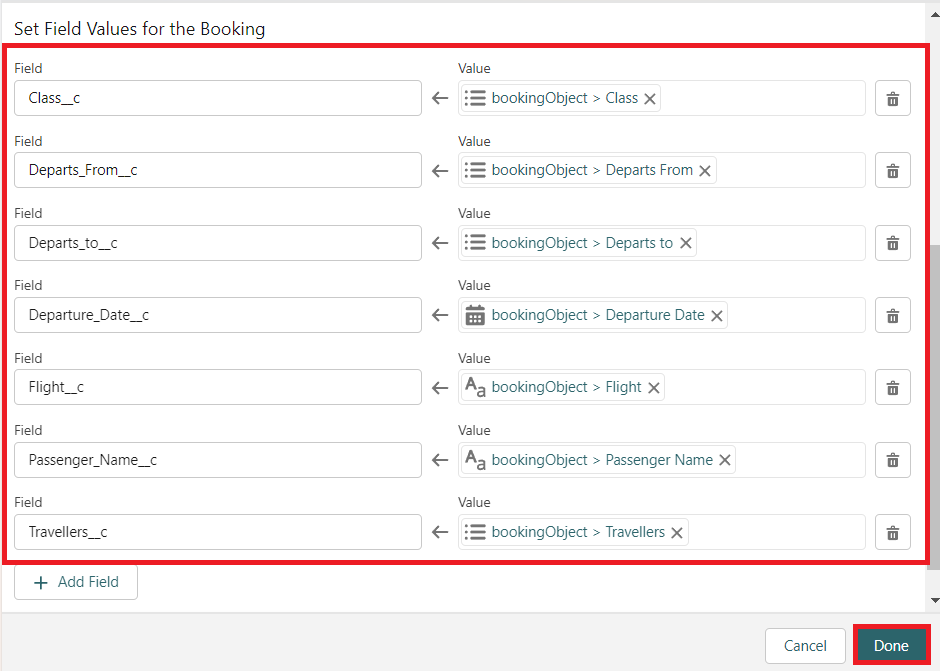 Set Field Values for the Booking
Field Value
Class__c bookingObject > Class
Field Value
Departs_From__c bookingObject > Departs From
Field Value
Departs_to__c bookingObject > Departs to
Field Value
Departure_Date__c bookingObject > Departure Date
Field Value
Flight__c Aa bookingObject > Flight
Field Value
Passenger_Name__c Aa bookingObject > Passenger Name
Field Value
Travellers__c bookingObject > Travellers
+ Add Field
Cancel Done